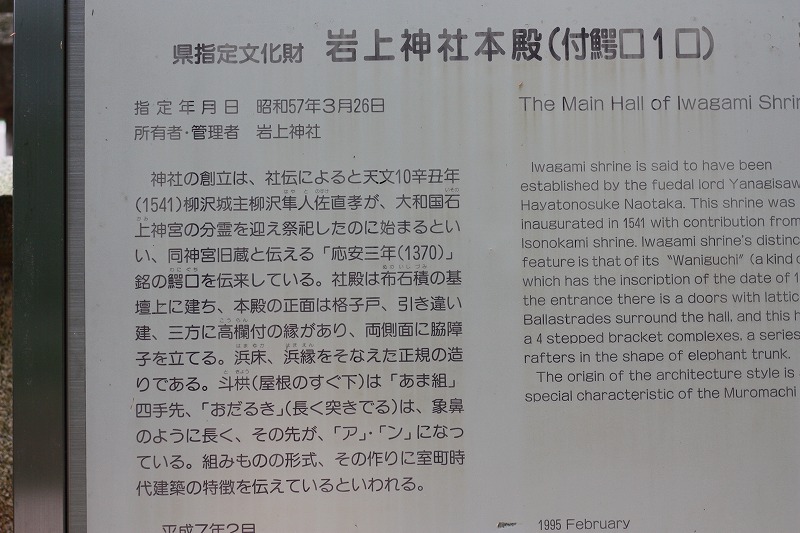 県指定文化財 岩上神社本殿(付鰐口1口)
指定年月日 昭和57年3月26日
所有者・管理者 岩上神社
神社の創立は、社伝によると天文10辛丑年
(1541)柳沢城主柳沢隼人佐直孝が、大和国石
上神宮の分霊を迎え祭祀したのに始まるとい
い、同神宮旧蔵と伝える「応安三年(1370)」
銘の鰐口を伝来している。社殿は布石積の基
壇上に建ち、本殿の正面は格子戸、引き違い
建、三方に高欄付の縁があり、両側面に脇障
子を立てる。浜床、浜縁をそなえた正規の造
りである。斗栱(屋根のすぐ下)は「あま組」
四手先、「おだるき」(長く突きでる)は、象鼻
のように長く、その先が、「ア」・「ン」になっ
ている。組みものの形式、その作りに室町時
代建築の特徴を伝えているといわれる。
平成7年2月
The Main Hall of Iwagami Shrin
Iwagami shrine is said to have been
established by the fuedal lord Yanagisaw
Hayatonosuke Naotaka. This shrine was
inaugurated in 1541 with contribution from
Isonokami shrine. Iwagami shrine's distinc
feature is that of its "Waniguchi" (a kind o
which has the inscription of the date of 1
the entrance there is a doors with lattic
Ballastrades surround the hall, and this h
a 4 stepped bracket complexes, a series
rafters in the shape of elephant trunk.
The origin of the architecture style is
special characteristic of the Muromachi
1995 February